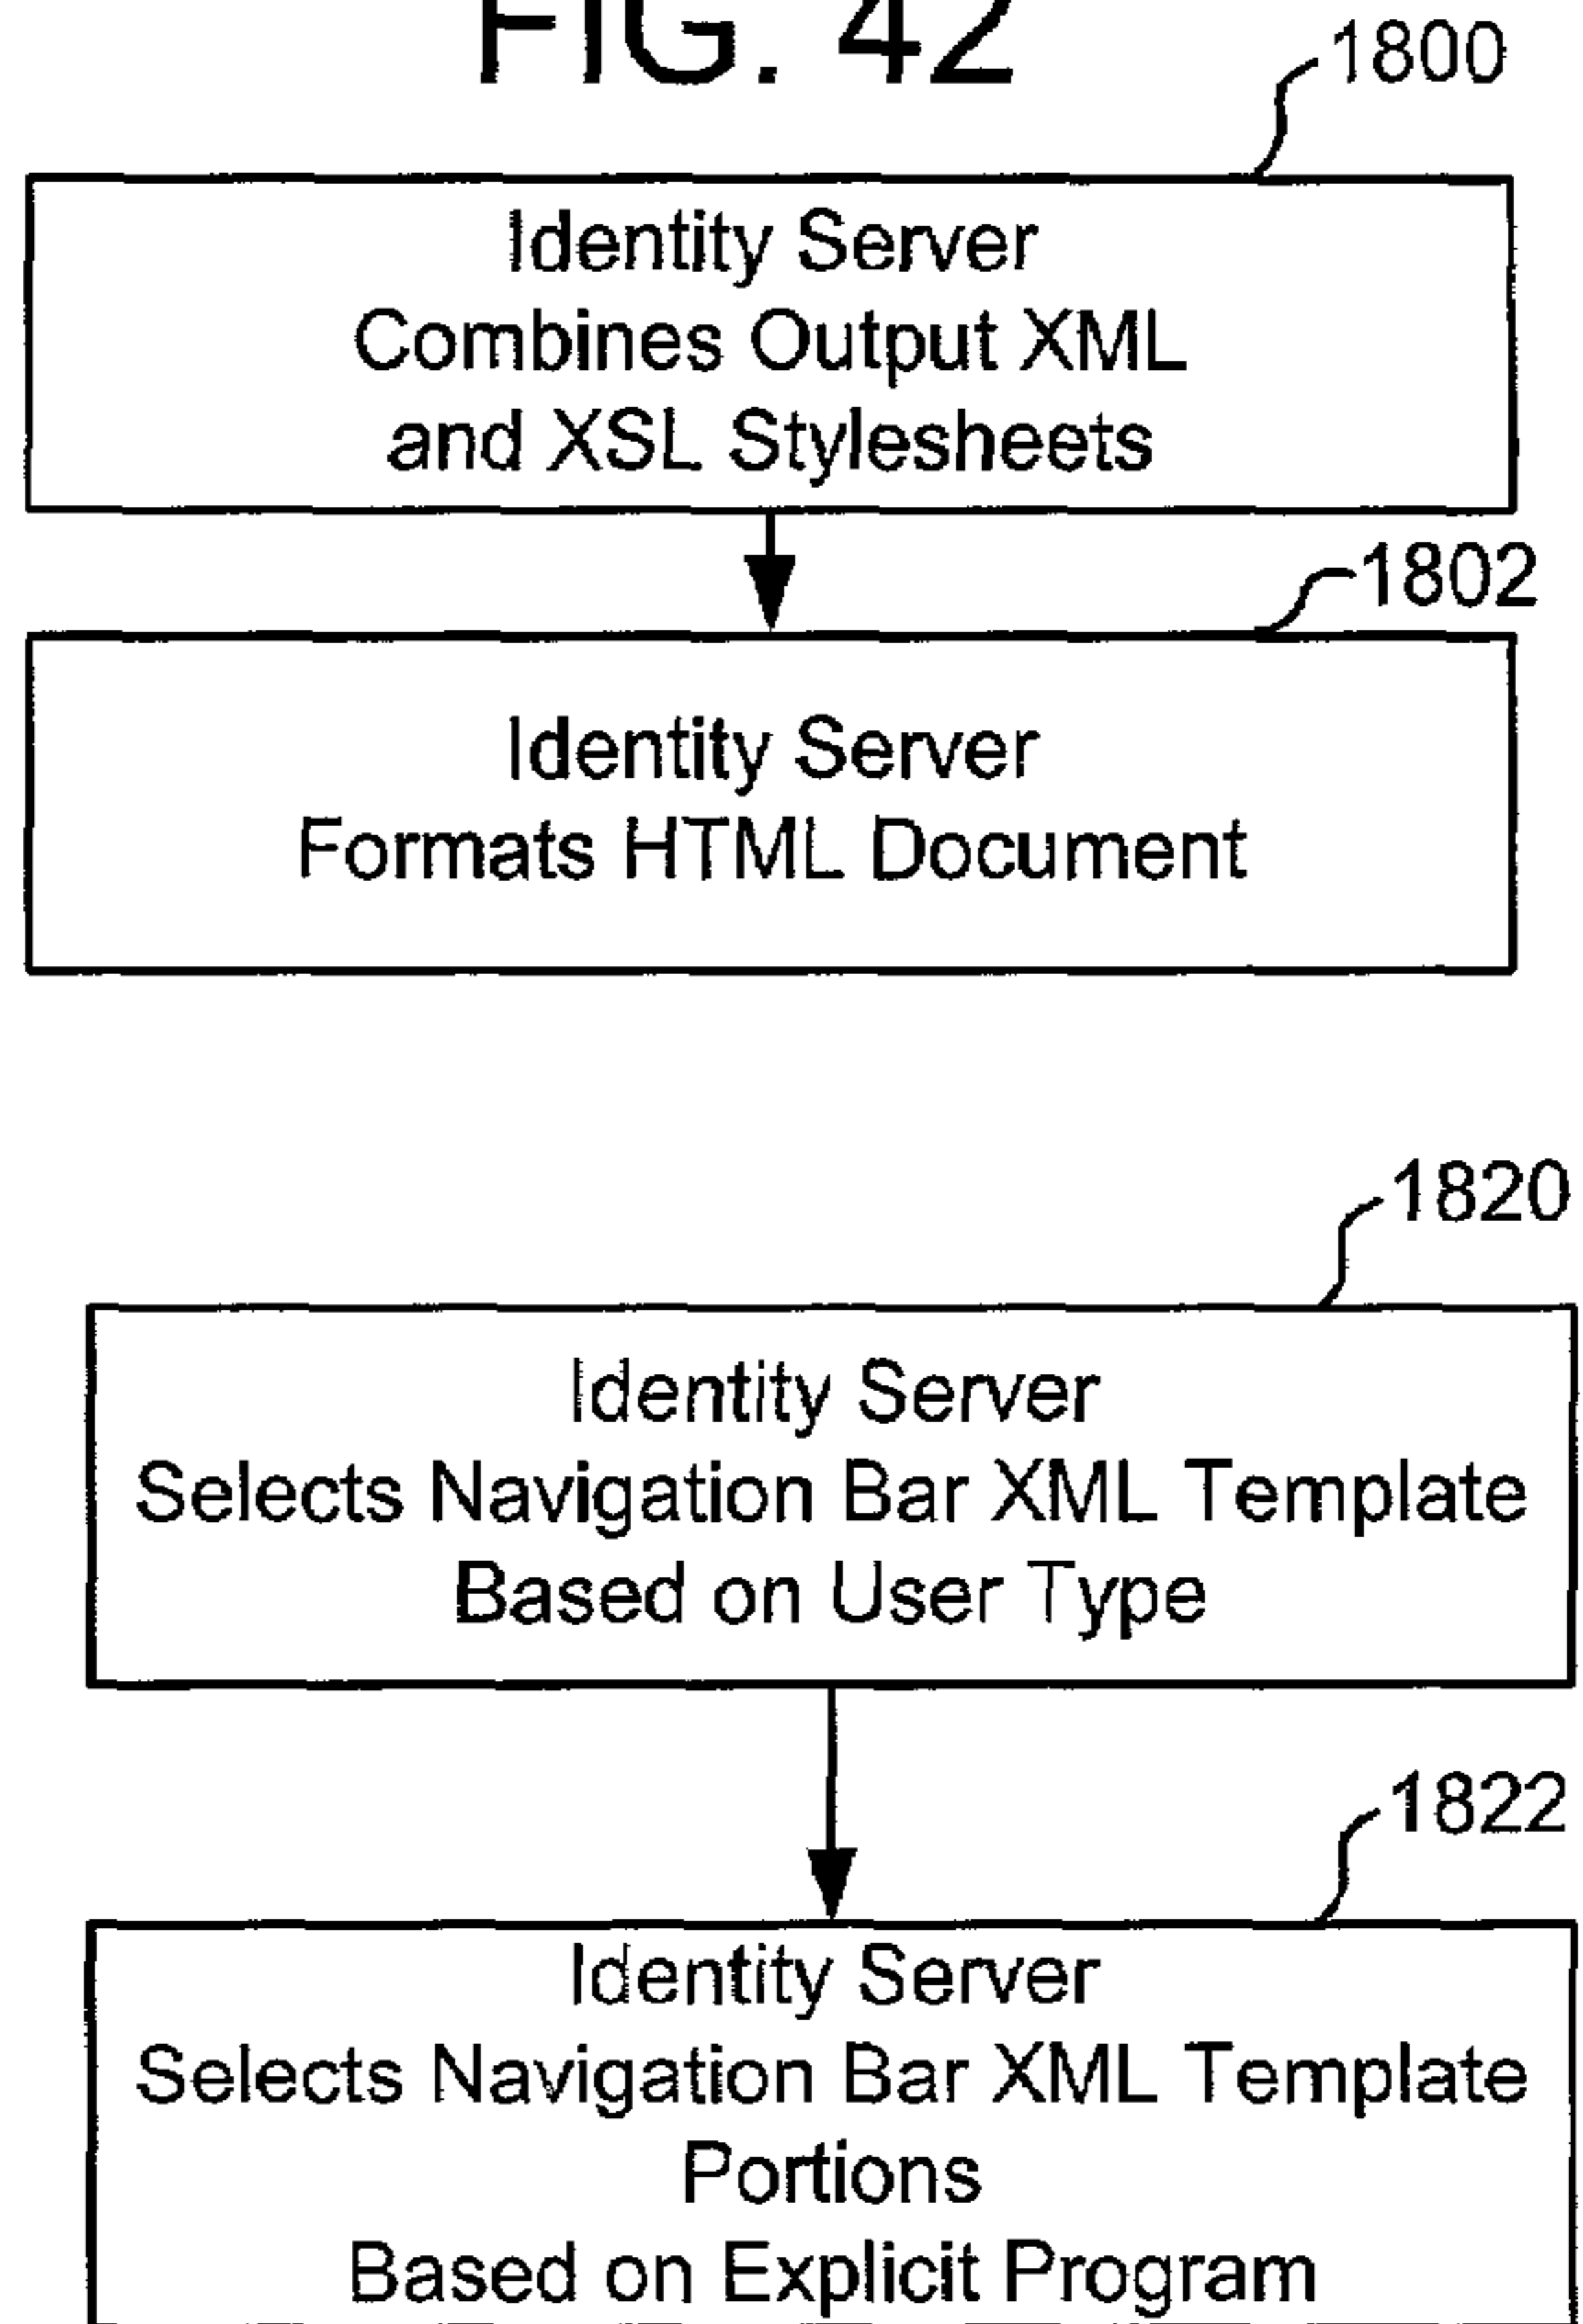 FIG. 42
1800
Identity Server
Combines Output XML
and XSL Stylesheets
1802
Identity Server
Formats HTML Document
1820
Identity Server
Selects Navigation Bar XML Template
Based on User Type
1822
Identity Server
Selects Navigation Bar XML Template
Portions
Based on Explicit Program